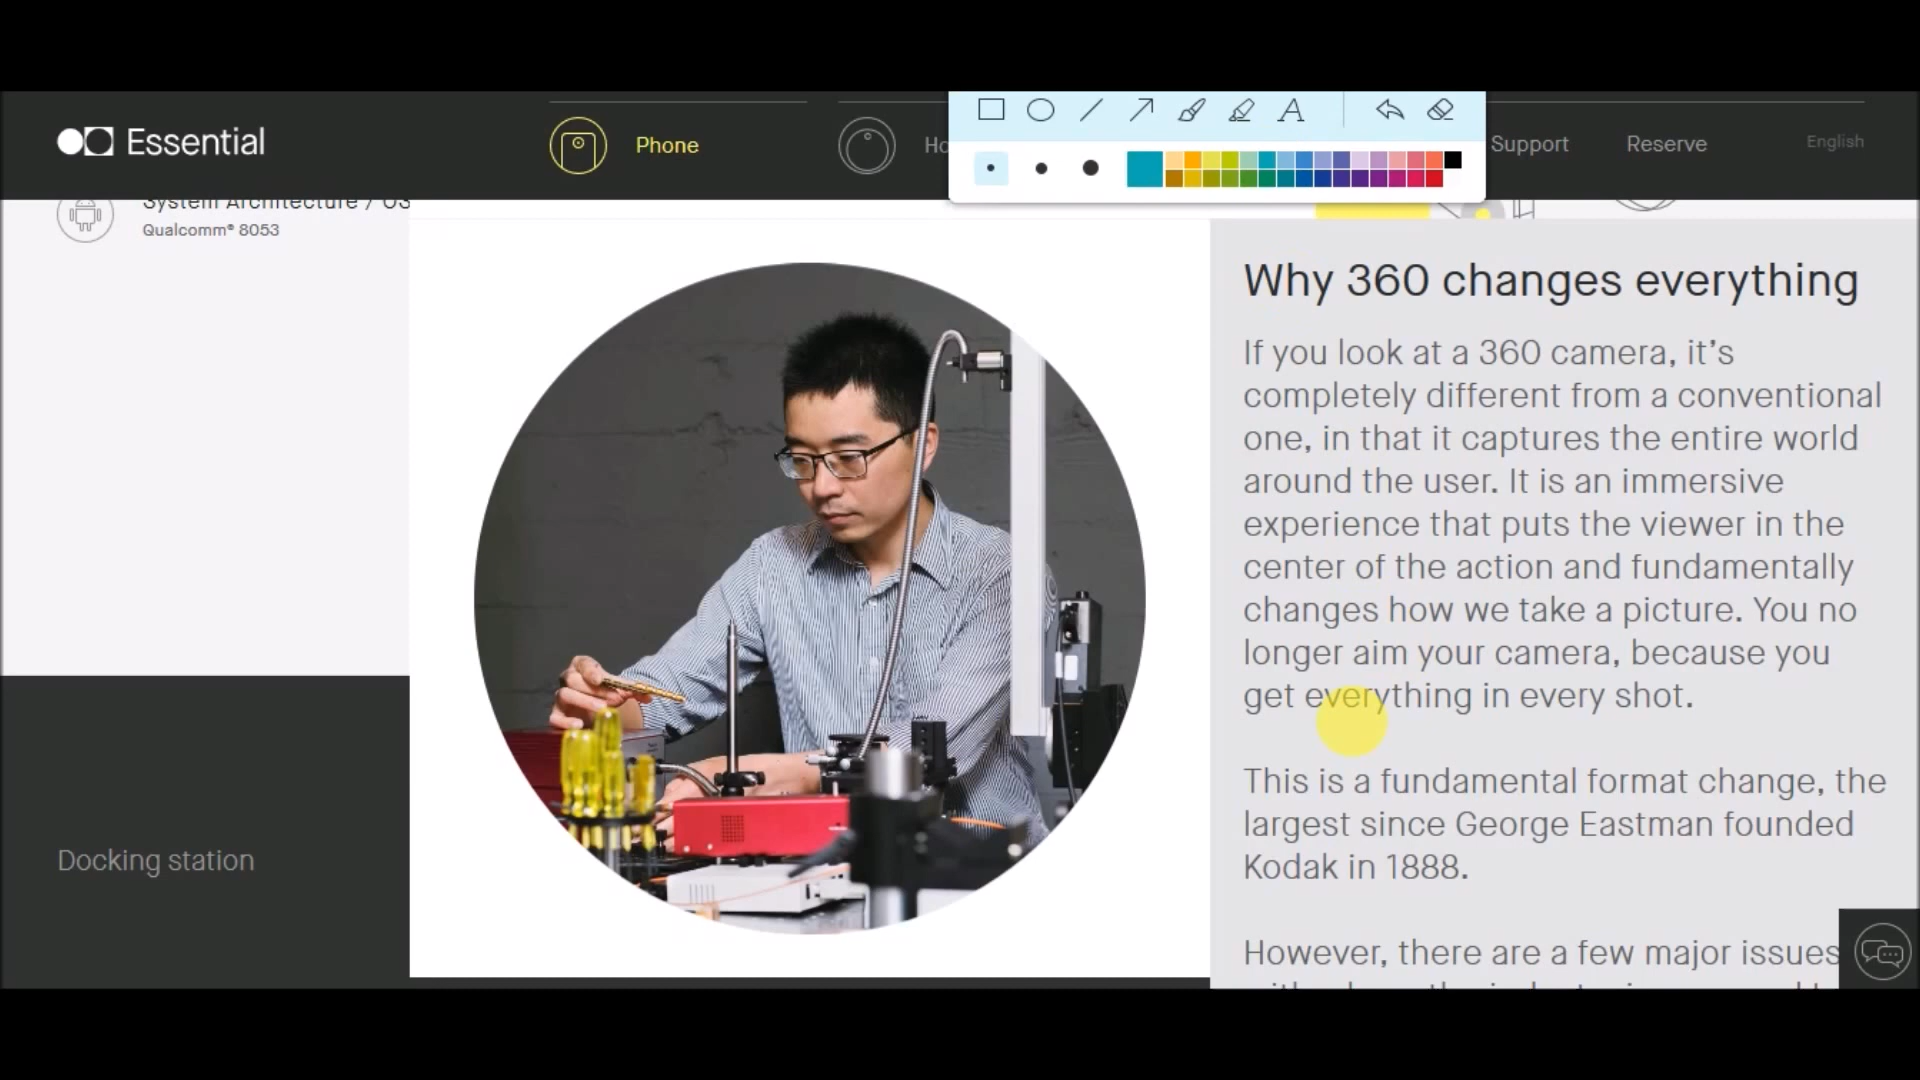 Essential
Phone
Ho
Support
Reserve
English
System Architecture / OS
Qualcomm® 8053
Why 360 changes everything
If you look at a 360 camera, it's
completely different from a conventional
one, in that it captures the entire world
around the user. It is an immersive
experience that puts the viewer in the
center of the action and fundamentally
changes how we take a picture. You no
longer aim your camera, because you
get everything in every shot.
This is a fundamental format change, the
largest since George Eastman founded
Kodak in 1888.
However, there are a few major issues
Docking station